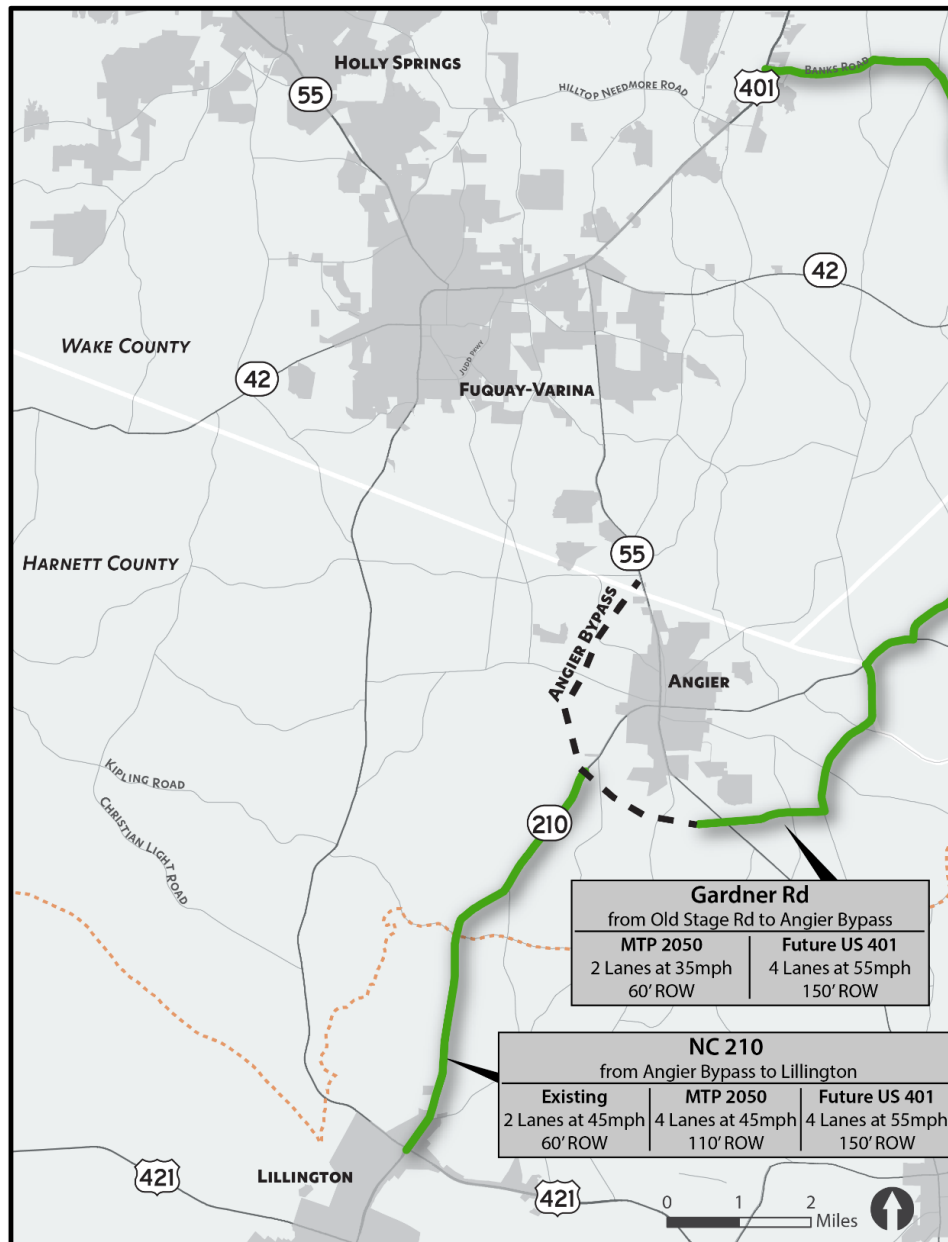 HOLLY SPRINGS
55
401
BANKS ROAD
HILLTOP NEEDMORE ROAD
42
WAKE COUNTY
42
JUDD PKWY
FUQUAY-VARINA
HARNETT COUNTY
55
ANGIER BYPASS
ANGIER
KIPLING ROAD
CHRISTIAN LIGHT ROAD
210
Gardner Rd
from Old Stage Rd to Angier Bypass
MTP 2050 Future US 401
2 Lanes at 35mph 4 Lanes at 55mph
60' ROW 150' ROW
NC 210
from Angier Bypass to Lillington
Existing MTP 2050 Future US 401
2 Lanes at 45mph 4 Lanes at 45mph 4 Lanes at 55mph
60' ROW 110' ROW 150' ROW
LILLINGTON
421
421
0 1 2
Miles